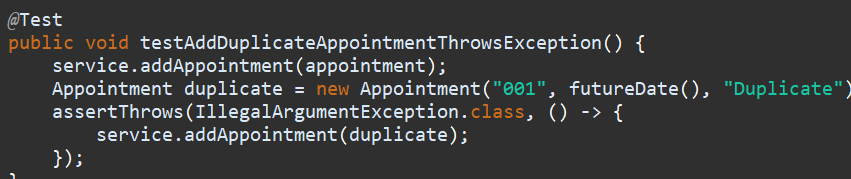 @Test
public void testAddDuplicateAppointmentThrowsException() {
    service.addAppointment(appointment);
    Appointment duplicate = new Appointment("001", futureDate(), "Duplicate")
    assertThrows(IllegalArgumentException.class, () -> {
        service.addAppointment(duplicate);
    });